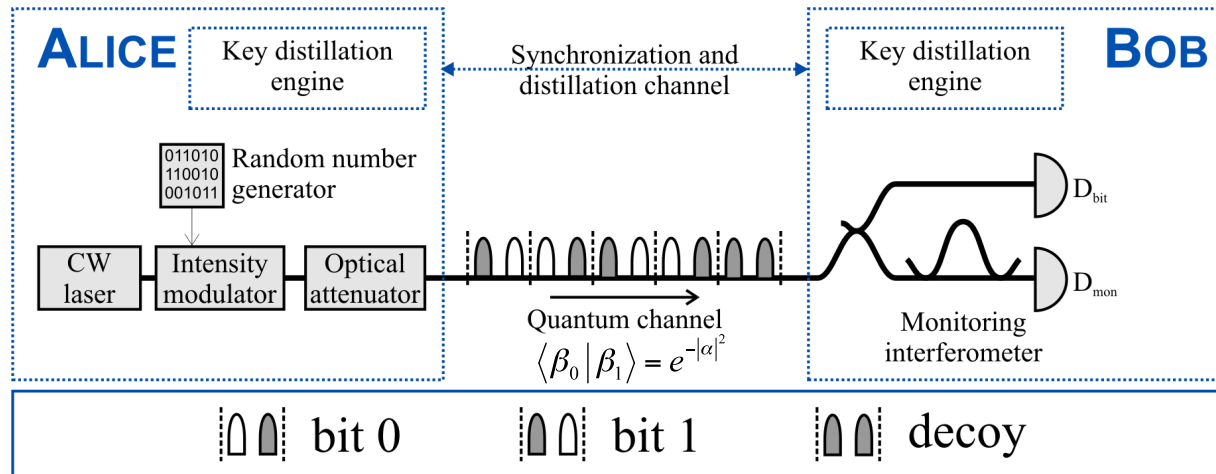 ALICE
Key distillation
engine
Synchronization and
distillation channel
Key distillation
engine
BOB
011010
110010
001011
Random number
generator
CW
laser
Intensity
modulator
Optical
attenuator
Quantum channel
⟨β₀|β₁⟩ = e^{-|α|²}
D_bit
D_mon
Monitoring
interferometer
bit 0
bit 1
decoy